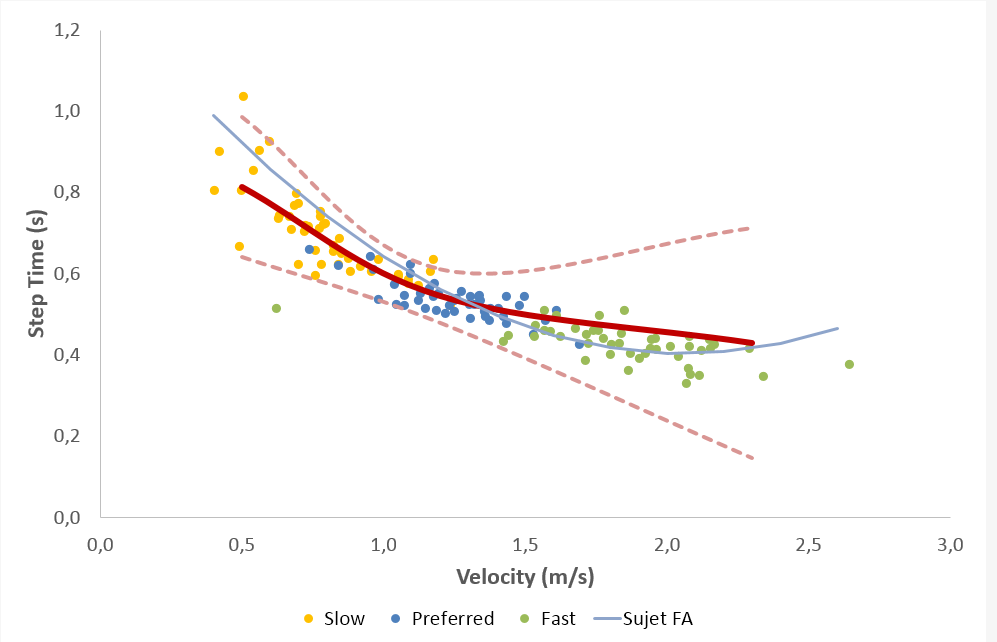 1,2
1,0
0,8
0,6
0,4
0,2
0,0
Step Time (s)
0,0 0,5 1,0 1,5 2,0 2,5 3,0
Velocity (m/s)
Slow Preferred Fast Sujet FA